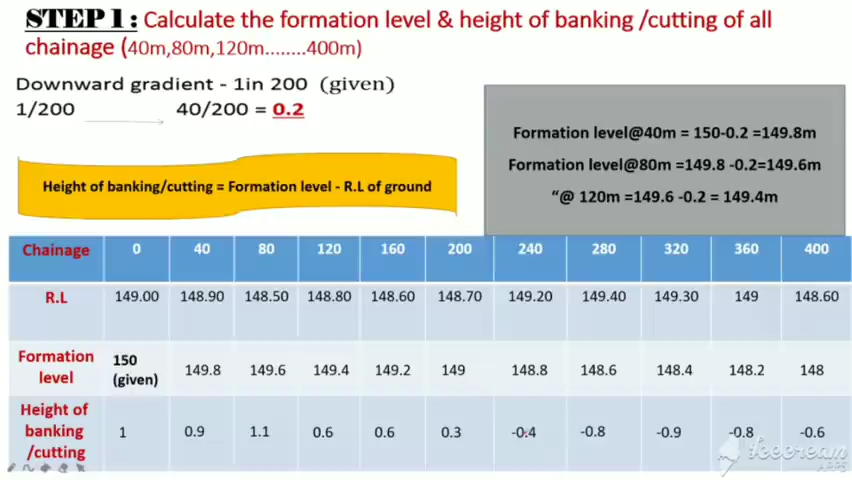 STEP 1: Calculate the formation level & height of banking /cutting of all
chainage (40m,80m,120m........400m)
Downward gradient - 1in 200 (given)
1/200 40/200 = 0.2
Formation level@40m = 150-0.2 =149.8m
Formation level@80m =149.8 -0.2=149.6m
“@ 120m =149.6 -0.2 = 149.4m
Height of banking/cutting = Formation level - R.L of ground
Chainage 0 40 80 120 160 200 240 280 320 360 400
R.L 149.00 148.90 148.50 148.80 148.60 148.70 149.20 149.40 149.30 149 148.60
Formation level 150 (given) 149.8 149.6 149.4 149.2 149 148.8 148.6 148.4 148.2 148
Height of banking /cutting 1 0.9 1.1 0.6 0.6 0.3 -0.4 -0.8 -0.9 -0.8 -0.6
Icecream
APPS